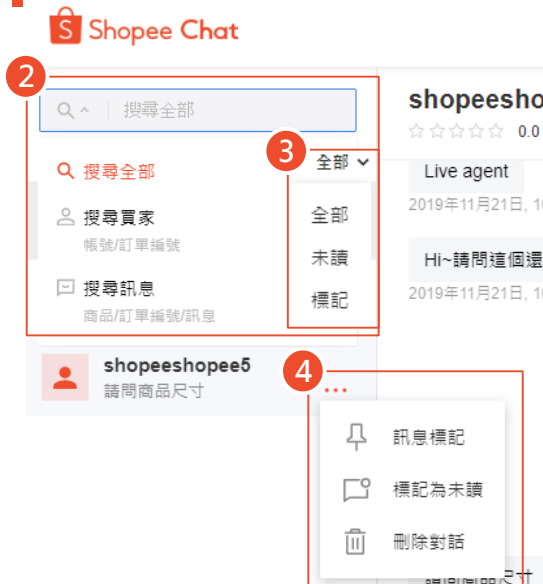 Shopee Chat
2
搜尋全部
搜尋全部
搜尋買家
帳號/訂單編號
搜尋訊息
商品/訂單編號/訊息
3
全部
全部
未讀
標記
shopeeshopee5
請問商品尺寸
4
訊息標記
標記為未讀
刪除對話
shopeesho
0.0
Live agent
2019年11月21日, 1
Hi~請問這個還
2019年11月21日, 1